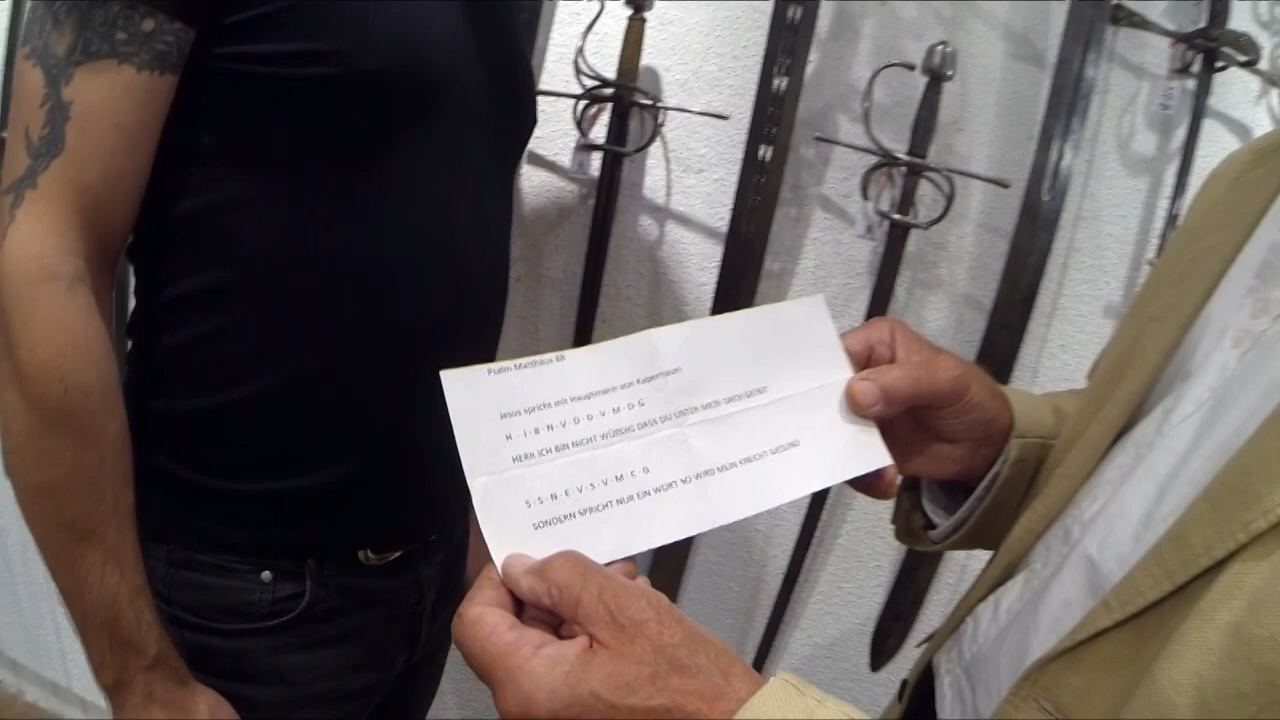 Psalm Matthäus 8B
Jesus spricht mit Hauptmann von Kapernaum
H · I · B · N · V · D · D · V · M · D · G
HERR ICH BIN NICHT WÜRDIG DASS DU UNTER MEIN DACH GEHST
S · S · N · E · V · S · V · M · C · G
SONDERN SPRICHT NUR EIN WORT SO WIRD MEIN KNECHT GESUND